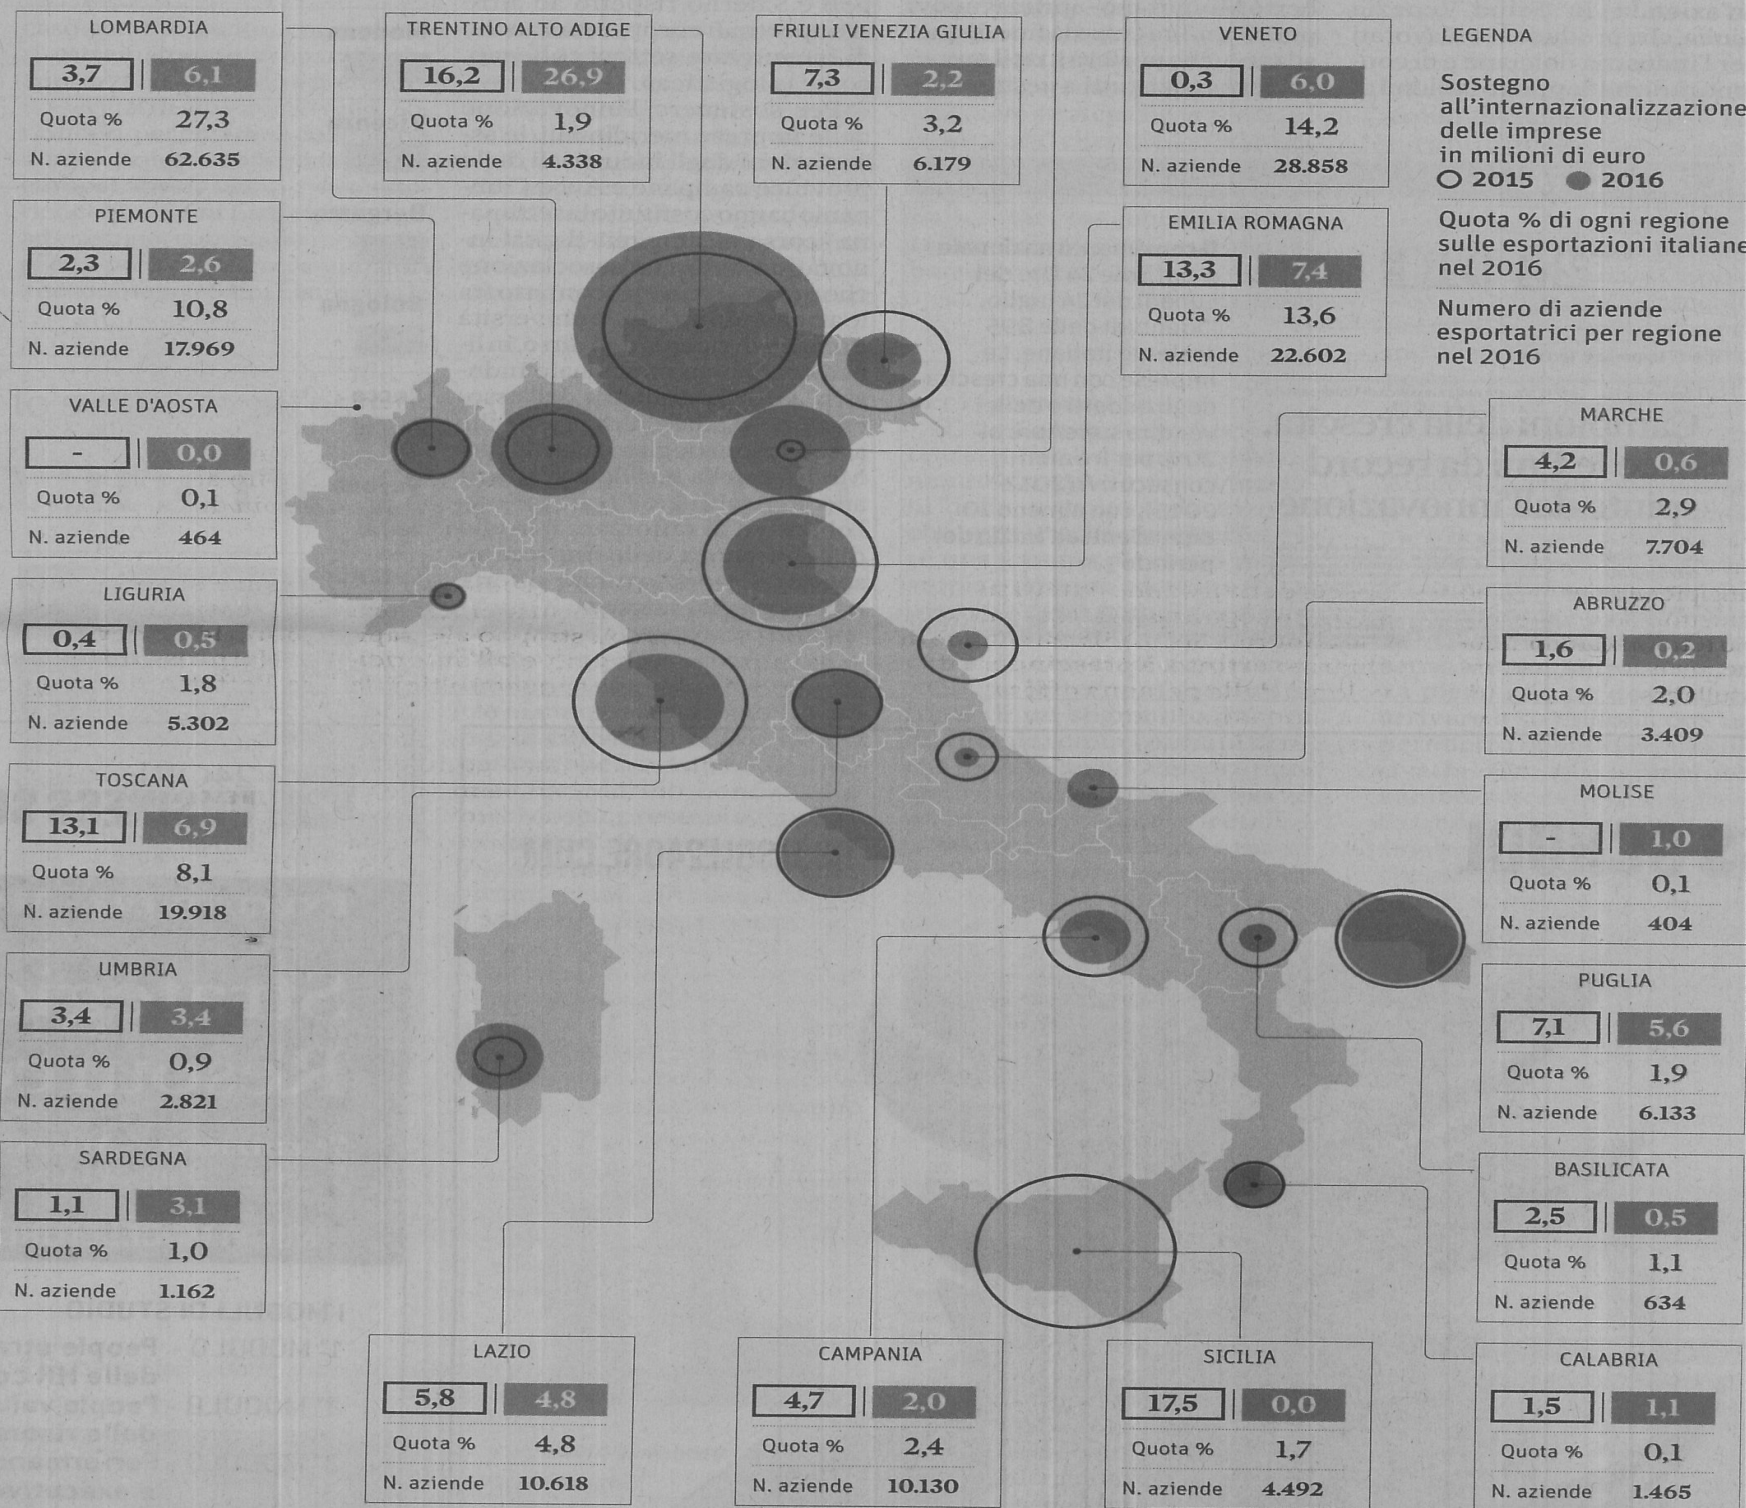 LOMBARDIA
3,7 | 6,1
Quota % 27,3
N. aziende 62.635
TRENTINO ALTO ADIGE
16,2 | 26,9
Quota % 1,9
N. aziende 4.338
FRIULI VENEZIA GIULIA
7,3 | 2,2
Quota % 3,2
N. aziende 6.179
VENETO
0,3 | 6,0
Quota % 14,2
N. aziende 28.858
LEGENDA
Sostegno
all'internazionalizzazione
delle imprese
in milioni di euro
2015 2016
Quota % di ogni regione
sulle esportazioni italiane
nel 2016
Numero di aziende
esportatrici per regione
nel 2016
PIEMONTE
2,3 | 2,6
Quota % 10,8
N. aziende 17.969
EMILIA ROMAGNA
13,3 | 7,4
Quota % 13,6
N. aziende 22.602
VALLE D'AOSTA
- | 0,0
Quota % 0,1
N. aziende 464
MARCHE
4,2 | 0,6
Quota % 2,9
N. aziende 7.704
LIGURIA
0,4 | 0,5
Quota % 1,8
N. aziende 5.302
ABRUZZO
1,6 | 0,2
Quota % 2,0
N. aziende 3.409
TOSCANA
13,1 | 6,9
Quota % 8,1
N. aziende 19.918
MOLISE
- | 1,0
Quota % 0,1
N. aziende 404
UMBRIA
3,4 | 3,4
Quota % 0,9
N. aziende 2.821
PUGLIA
7,1 | 5,6
Quota % 1,9
N. aziende 6.133
SARDEGNA
1,1 | 3,1
Quota % 1,0
N. aziende 1.162
BASILICATA
2,5 | 0,5
Quota % 1,1
N. aziende 634
LAZIO
5,8 | 4,8
Quota % 4,8
N. aziende 10.618
CAMPANIA
4,7 | 2,0
Quota % 2,4
N. aziende 10.130
SICILIA
17,5 | 0,0
Quota % 1,7
N. aziende 4.492
CALABRIA
1,5 | 1,1
Quota % 0,1
N. aziende 1.465